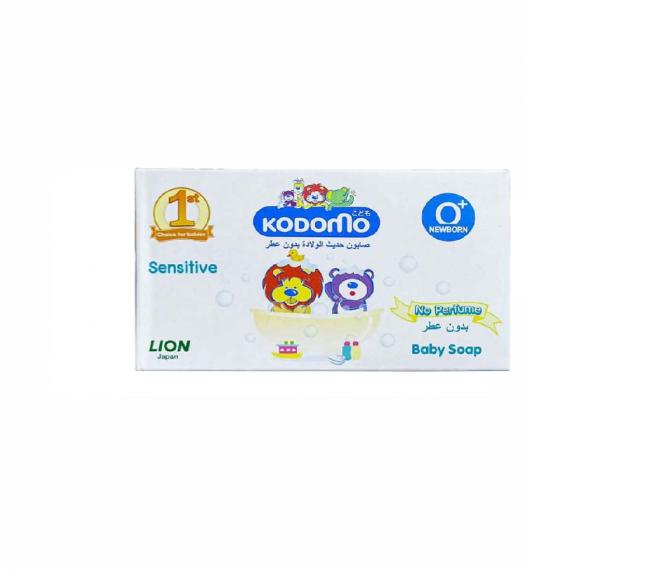 1st
Choice for babies
Sensitive
LION
Japan
こども
KODOMO
صابون حديث الولادة بدون عطر
0+
NEWBORN
No Perfume
بدون عطر
Baby Soap